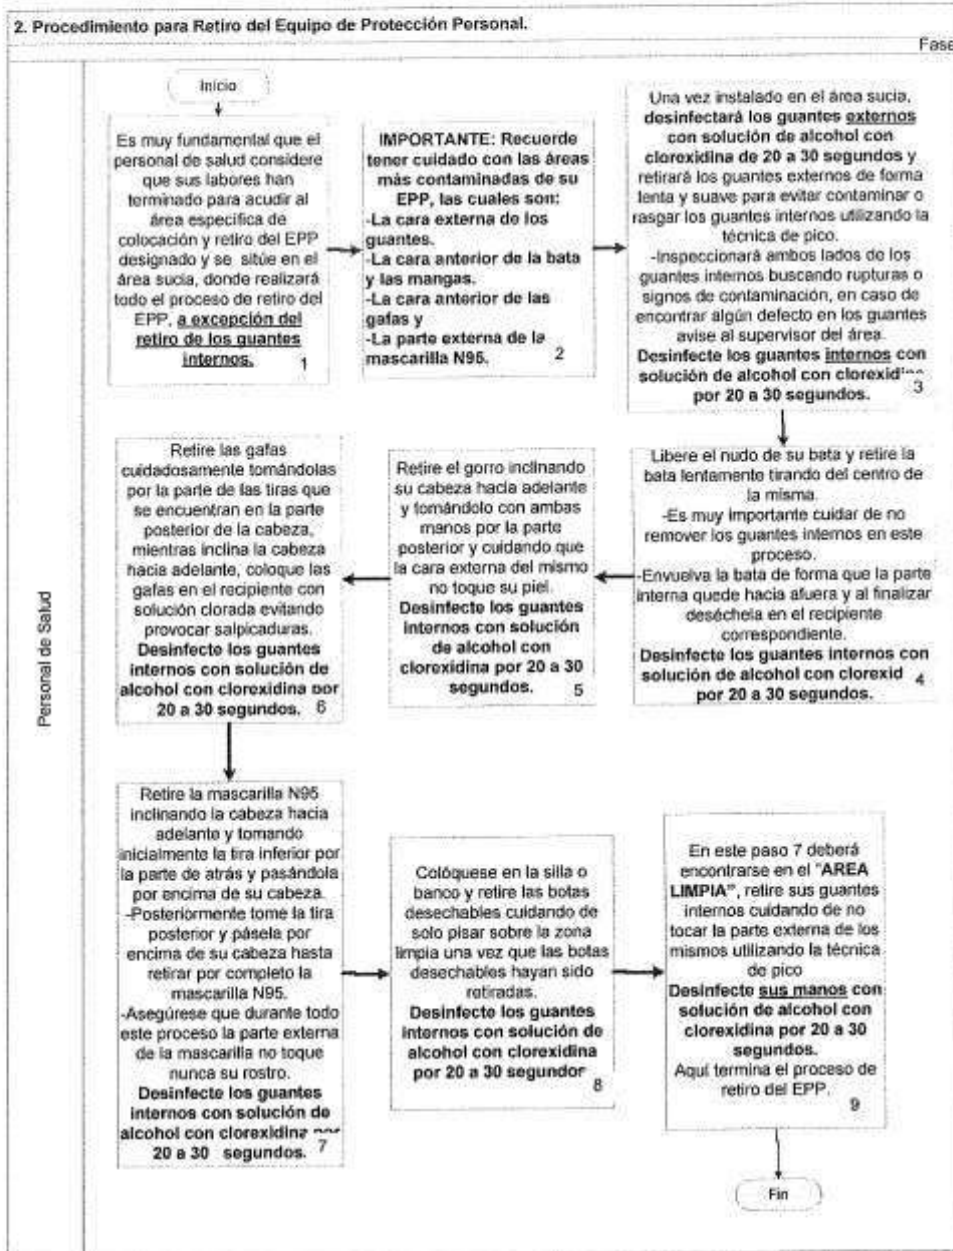 2. Procedimiento para Retiro del Equipo de Protección Personal.
Fase
Personal de Salud
Inicio
Es muy fundamental que el
personal de salud considere
que sus labores han
terminado para acudir al
área específica de
colocación y retiro del EPP
designado y se sitúe en el
área sucia, donde realizará
todo el proceso de retiro del
EPP, a excepción del
retiro de los guantes
internos.
1
IMPORTANTE: Recuerde
tener cuidado con las áreas
más contaminadas de su
EPP, las cuales son:
-La cara externa de los
guantes.
-La cara anterior de la bata
y las mangas.
-La cara anterior de las
gafas y
-La parte externa de la
mascarilla N95.
2
Una vez instalado en el área sucia,
desinfectará los guantes externos
con solución de alcohol con
clorexidina de 20 a 30 segundos y
retirará los guantes externos de forma
lenta y suave para evitar contaminar o
rasgar los guantes internos utilizando la
técnica de pico.
-Inspeccionará ambos lados de los
guantes internos buscando rupturas o
signos de contaminación, en caso de
encontrar algún defecto en los guantes
avise al supervisor del área.
Desinfecte los guantes internos con
solución de alcohol con
por 20 a 30 segundos.
3
Libere el nudo de su bata y retire la
bata lentamente tirando del centro de
la misma.
-Es muy importante cuidar de no
remover los guantes internos en este
proceso.
-Envuelva la bata de forma que la parte
interna quede hacia afuera y al finalizar
deséchela en el recipiente
correspondiente.
Desinfecte los guantes internos con
solución de alcohol con clorexid
por 20 a 30 segundos.
4
Retire el gorro inclinando
su cabeza hacia adelante
y tomándolo con ambas
manos por la parte
posterior y cuidando que
la cara externa del mismo
no toque su piel.
Desinfecte los guantes
internos con solución
de alcohol con
clorexidina por 20 a 30
segundos.
5
Retire las gafas
cuidadosamente tomándolas
por la parte de las tiras que
se encuentran en la parte
posterior de la cabeza,
mientras inclina la cabeza
hacia adelante, coloque las
gafas en el recipiente con
solución clorada evitando
provocar salpicaduras.
Desinfecte los guantes
internos con solución de
alcohol con clorexidina por
20 a 30 segundos.
6
Retire la mascarilla N95
inclinando la cabeza hacia
adelante y tomando
inicialmente la tira inferior por
la parte de atrás y pasándola
por encima de su cabeza.
-Posteriormente tome la tira
posterior y pásela por
encima de su cabeza hasta
retirar por completo la
mascarilla N95.
-Asegúrese que durante todo
este proceso la parte externa
de la mascarilla no toque
nunca su rostro.
Desinfecte los guantes
internos con solución de
alcohol con clorexidina por
20 a 30 segundos.
7
Colóquese en la silla o
banco y retire las botas
desechables cuidando de
solo pisar sobre la zona
limpia una vez que las botas
desechables hayan sido
retiradas.
Desinfecte los guantes
internos con solución de
alcohol con clorexidina
por 20 a 30 segundor
8
En este paso 7 deberá
encontrarse en el "AREA
LIMPIA", retire sus guantes
internos cuidando de no
tocar la parte externa de los
mismos utilizando la técnica
de pico
Desinfecte sus manos con
solución de alcohol con
clorexidina por 20 a 30
segundos.
Aquí termina el proceso de
retiro del EPP.
9
Fin